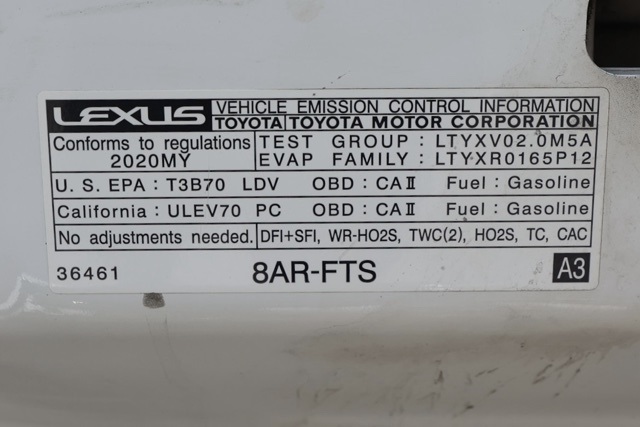 LEXUS VEHICLE EMISSION CONTROL INFORMATION
TOYOTA TOYOTA MOTOR CORPORATION
Conforms to regulations
2020MY
TEST GROUP: LTYXV02.0M5A
EVAP FAMILY: LTYXR0165P12
U. S. EPA: T3B70 LDV OBD: CAⅡ Fuel: Gasoline
California: ULEV70 PC OBD: CAⅡ Fuel: Gasoline
No adjustments needed. DFI+SFI, WR-HO2S, TWC(2), HO2S, TC, CAC
36461 8AR-FTS A3